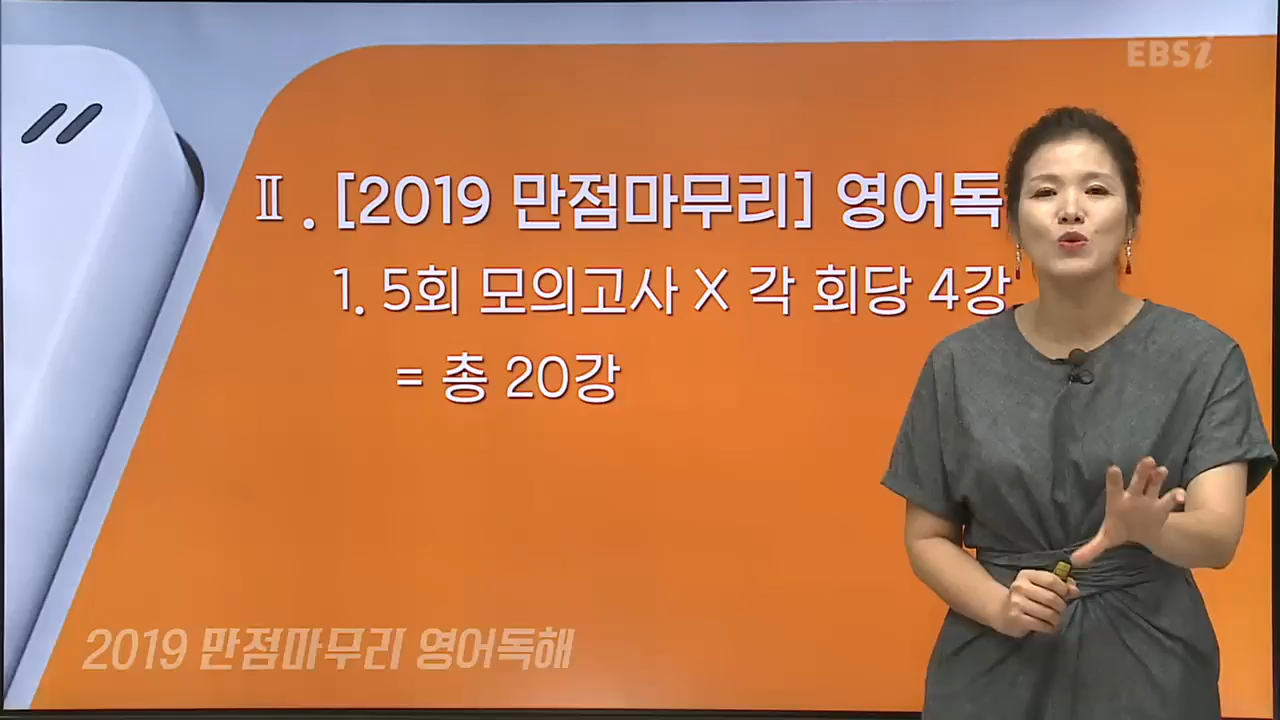 EBSi
Ⅱ. [2019 만점마무리] 영어독
1. 5회 모의고사 X 각 회당 4강
= 총 20강
2019 만점마무리 영어독해